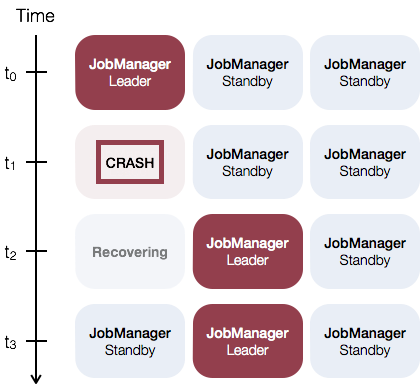 Time
t0
JobManager
Leader
JobManager
Standby
JobManager
Standby
t1
CRASH
JobManager
Standby
JobManager
Standby
t2
Recovering
JobManager
Leader
JobManager
Standby
t3
JobManager
Standby
JobManager
Leader
JobManager
Standby